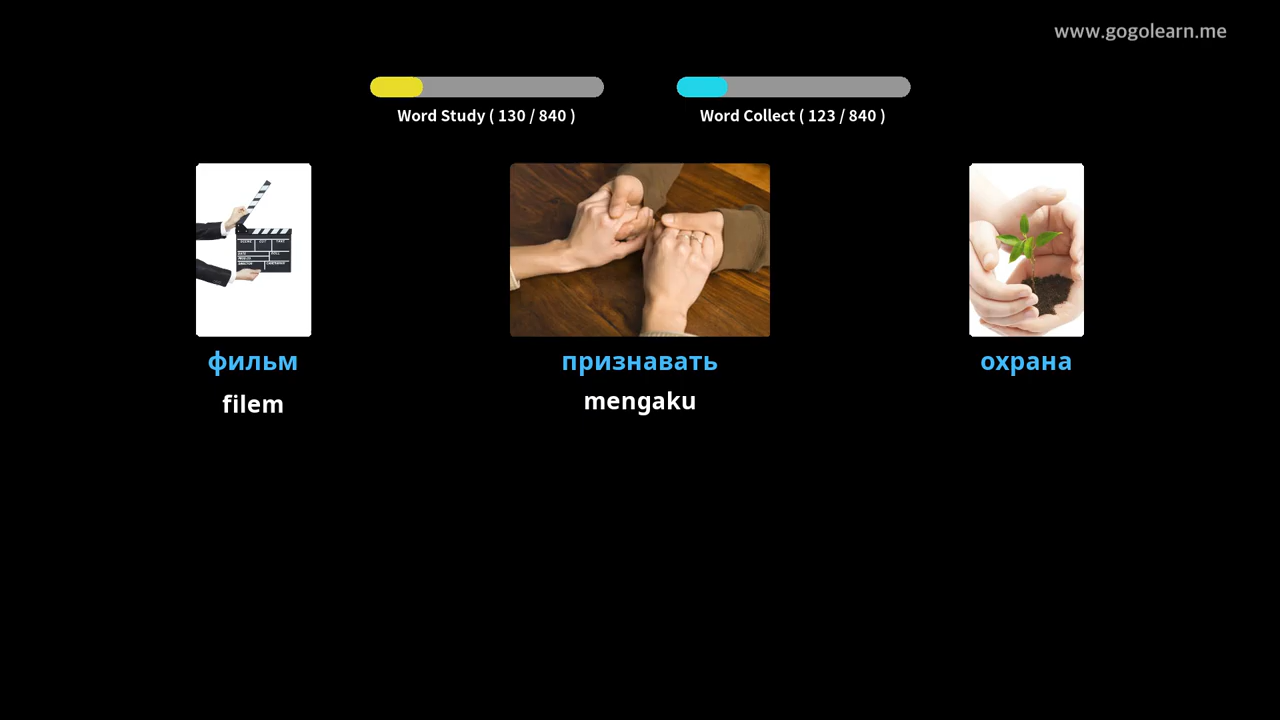 www.gogolearn.me
Word Study ( 130 / 840 )
Word Collect ( 123 / 840 )
фильм
признавать
охрана
filem
mengaku